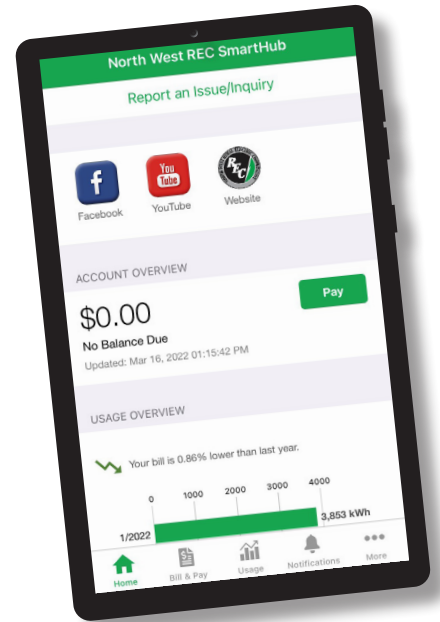 North West REC SmartHub
Report an Issue/Inquiry
f
You
Tube
REC
Facebook
YouTube
Website
ACCOUNT OVERVIEW
$0.00
Pay
No Balance Due
Updated: Mar 16, 2022 01:15:42 PM
USAGE OVERVIEW
Your bill is 0.86% lower than last year.
0 1000 2000 3000 4000
1/2022
3,853 kWh
Home
Bill & Pay
Usage
Notifications
More